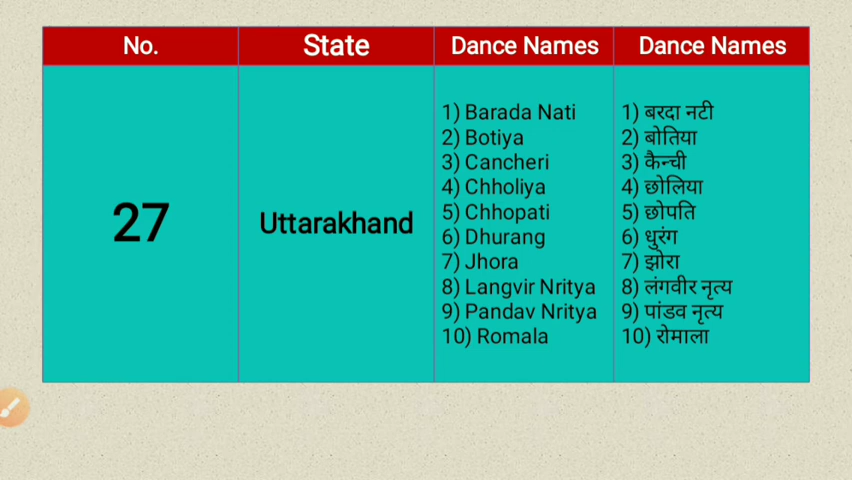 No. State Dance Names Dance Names
27
Uttarakhand
1) Barada Nati
2) Botiya
3) Cancheri
4) Chholiya
5) Chhopati
6) Dhurang
7) Jhora
8) Langvir Nritya
9) Pandav Nritya
10) Romala
1) बरदा नटी
2) बोतिया
3) कैन्ची
4) छोलिया
5) छोपति
6) धुरंग
7) झोरा
8) लंगवीर नृत्य
9) पांडव नृत्य
10) रोमाला